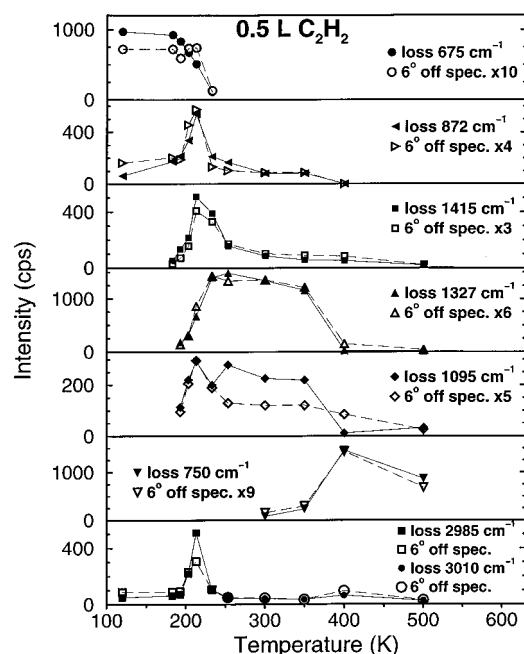 0.5 L C₂H₂
1000
500
0
loss 675 cm⁻¹
6° off spec. x10
400
0
loss 872 cm⁻¹
6° off spec. x4
400
0
loss 1415 cm⁻¹
6° off spec. x3
1000
0
loss 1327 cm⁻¹
6° off spec. x6
200
0
loss 1095 cm⁻¹
6° off spec. x5
1000
0
loss 750 cm⁻¹
6° off spec. x9
400
0
loss 2985 cm⁻¹
6° off spec.
loss 3010 cm⁻¹
6° off spec.
100 200 300 400 500 600
Temperature (K)
Intensity (cps)